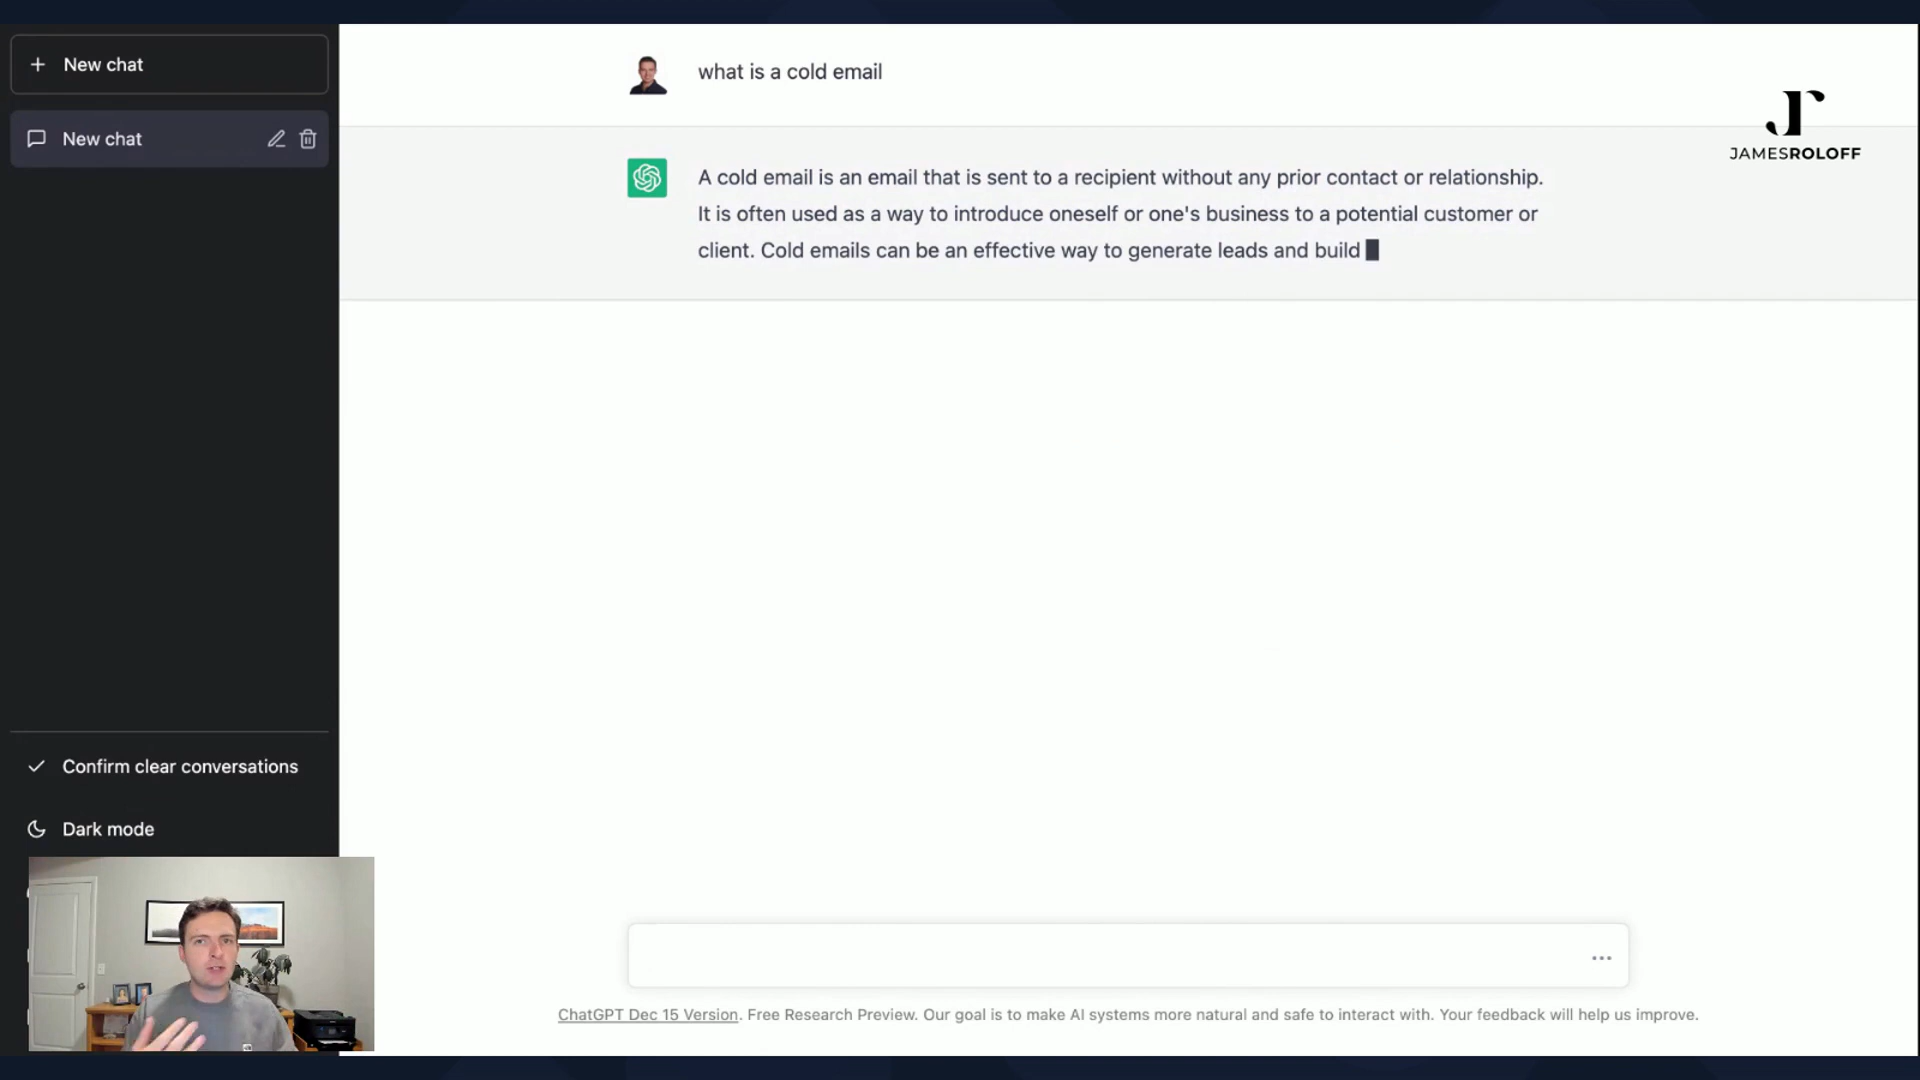 New chat
New chat
Confirm clear conversations
Dark mode
what is a cold email
A cold email is an email that is sent to a recipient without any prior contact or relationship.
It is often used as a way to introduce oneself or one's business to a potential customer or
client. Cold emails can be an effective way to generate leads and build
JAMESROLOFF
ChatGPT Dec 15 Version. Free Research Preview. Our goal is to make AI systems more natural and safe to interact with. Your feedback will help us improve.